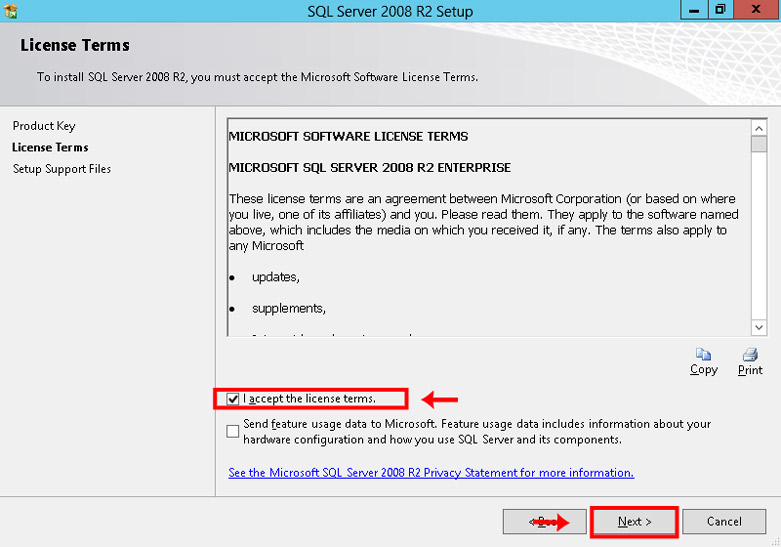 SQL Server 2008 R2 Setup
License Terms
To install SQL Server 2008 R2, you must accept the Microsoft Software License Terms.
Product Key
License Terms
Setup Support Files
MICROSOFT SOFTWARE LICENSE TERMS
MICROSOFT SQL SERVER 2008 R2 ENTERPRISE
These license terms are an agreement between Microsoft Corporation (or based on where
you live, one of its affiliates) and you. Please read them. They apply to the software named
above, which includes the media on which you received it, if any. The terms also apply to
any Microsoft
• updates,
• supplements,
Copy
Print
I accept the license terms.
Send feature usage data to Microsoft. Feature usage data includes information about your
hardware configuration and how you use SQL Server and its components.
See the Microsoft SQL Server 2008 R2 Privacy Statement for more information.
Next >
Cancel